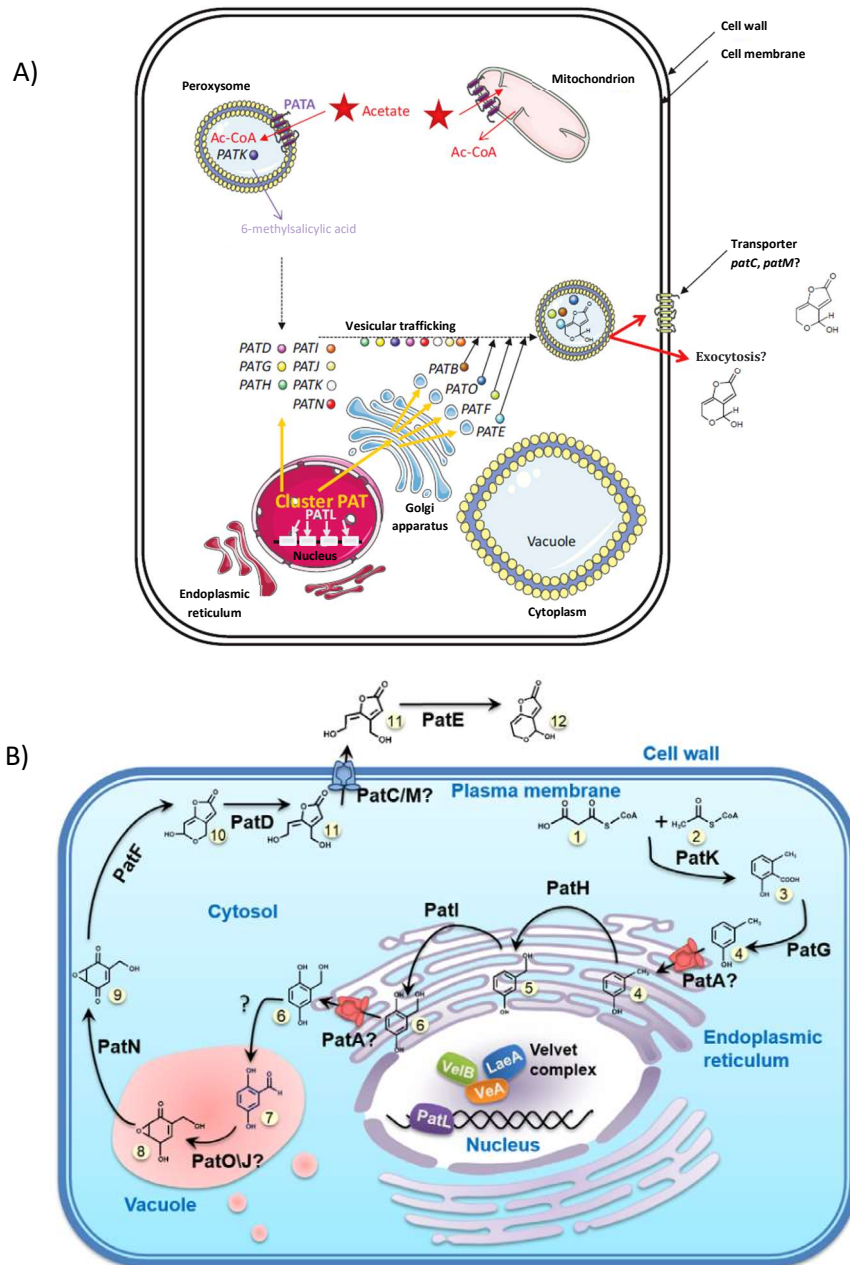 A)
Cell wall
Cell membrane
Peroxysome
PATA
Mitochondrion
Acetate
Ac-CoA
PATK
Ac-CoA
6-methylsalicylic acid
Transporter
patC, patM?
Vesicular trafficking
PATD
PATI
PATG
PATJ
PATH
PATK
PATN
PATB
PATO
PATF
PATE
O
O
O
H
OH
Exocytosis?
O
O
O
H
OH
O
O
O
H
OH
Cluster PAT
PATL
Nucleus
Golgi
apparatus
Vacuole
Endoplasmic
reticulum
Cytoplasm
B)
11
PatE
12
Cell wall
PatC/M?
Plasma membrane
10
PatD
11
1
+
2
PatK
3
PatF
Cytosol
PatI
PatH
4
PatG
PatA?
9
?
6
PatA?
6
5
4
Endoplasmic
reticulum
PatN
VelB
LaeA
VeA
Velvet
complex
PatL
Nucleus
7
8
PatO\J?
Vacuole